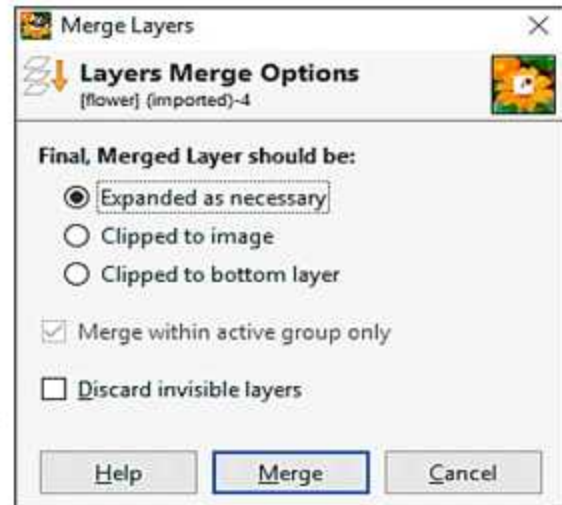 Merge Layers
Layers Merge Options
[flower] (imported)-4
Final, Merged Layer should be:
Expanded as necessary
Clipped to image
Clipped to bottom layer
Merge within active group only
Discard invisible layers
Help Merge Cancel